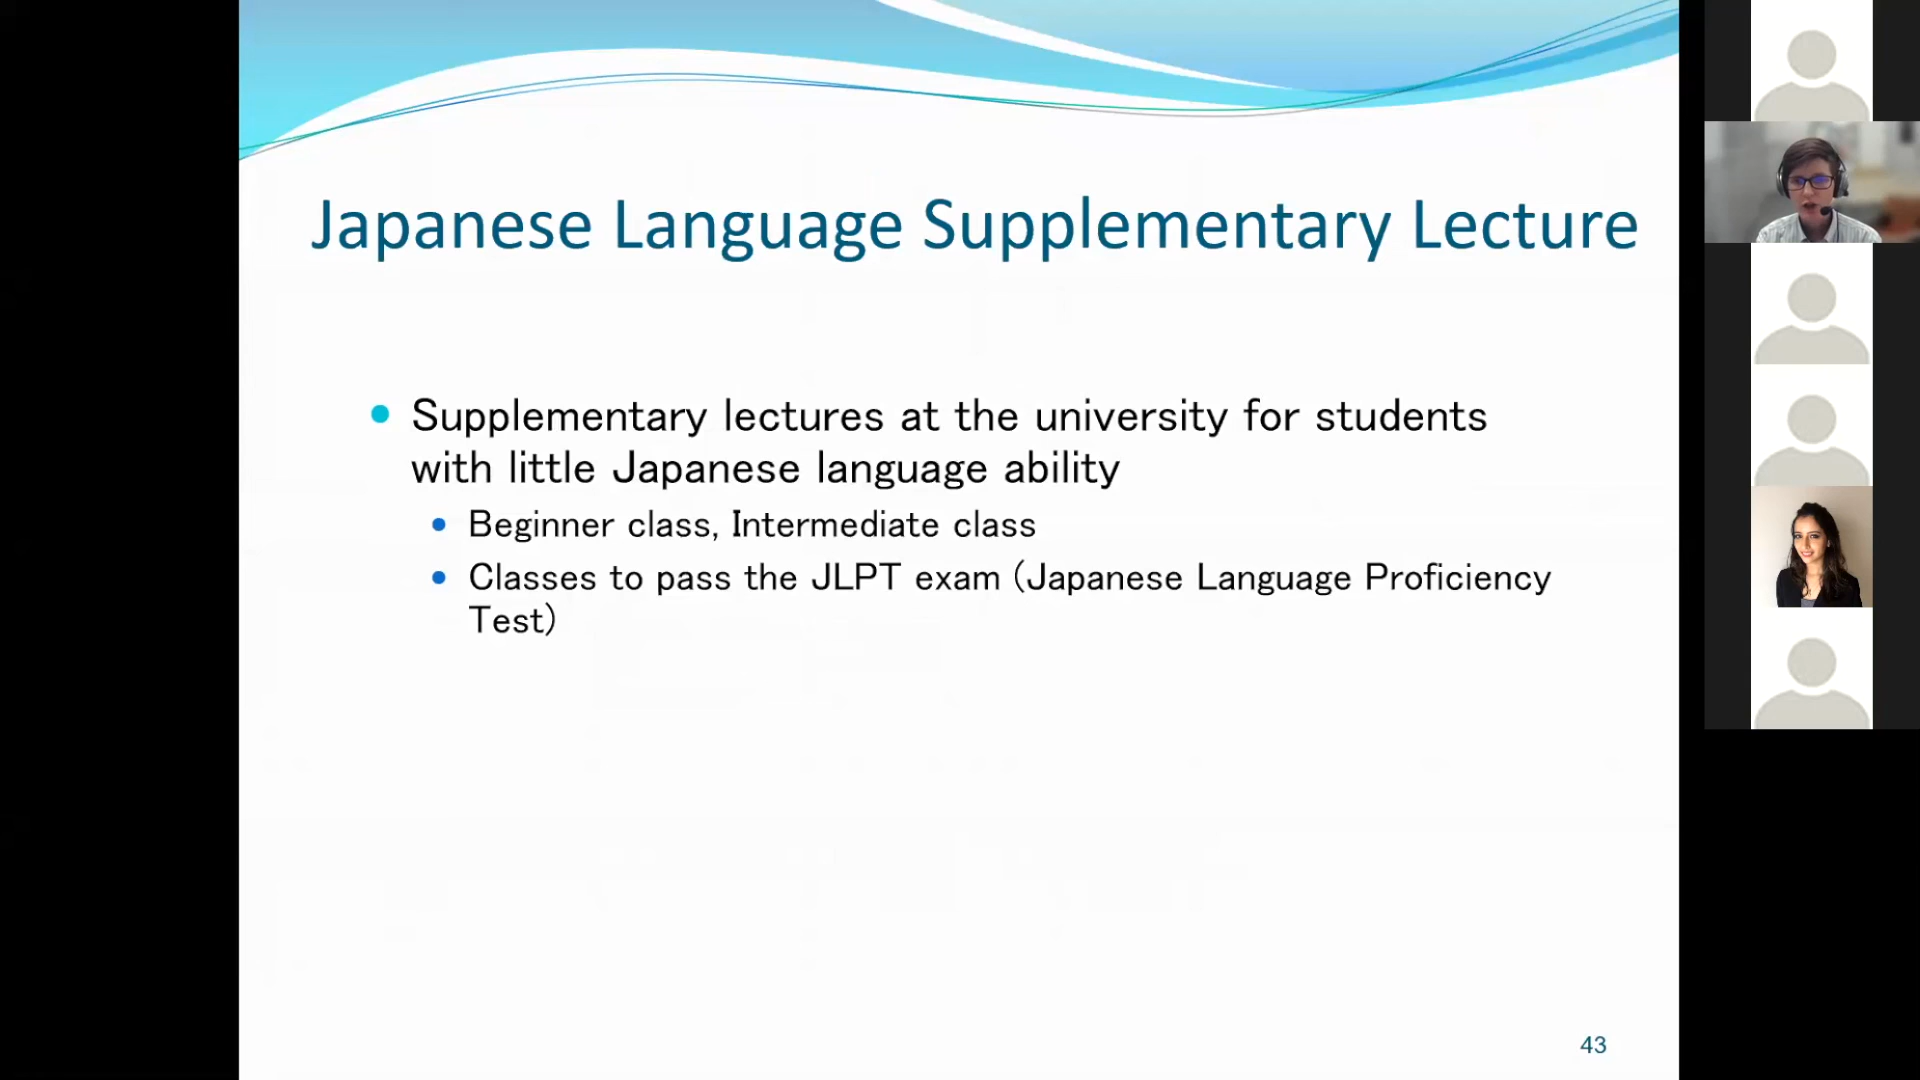 Japanese Language Supplementary Lecture
Supplementary lectures at the university for students
with little Japanese language ability
Beginner class, Intermediate class
Classes to pass the JLPT exam (Japanese Language Proficiency
Test)
43